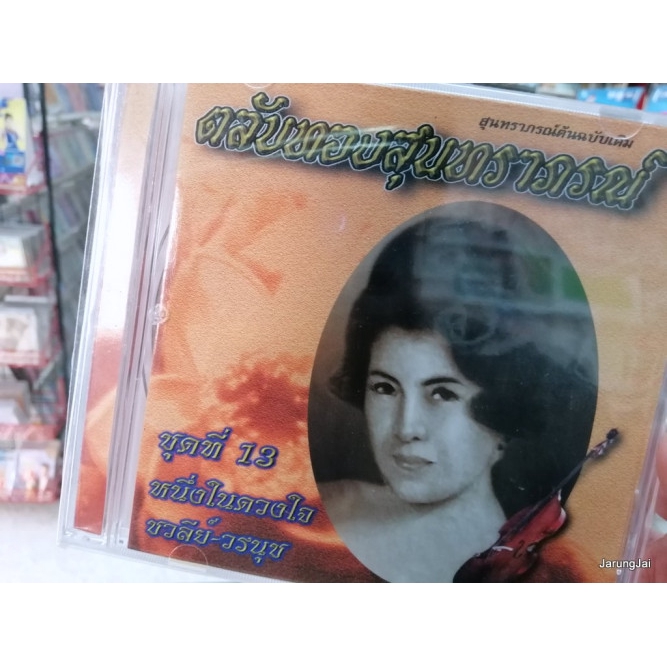 สุนทราภรณ์ต้นฉบับเดิม
ตลับทองสุนทราภรณ์
ชุดที่ 13
หนึ่งในดวงใจ
ชวลีย์-วรนุช
JarungJai